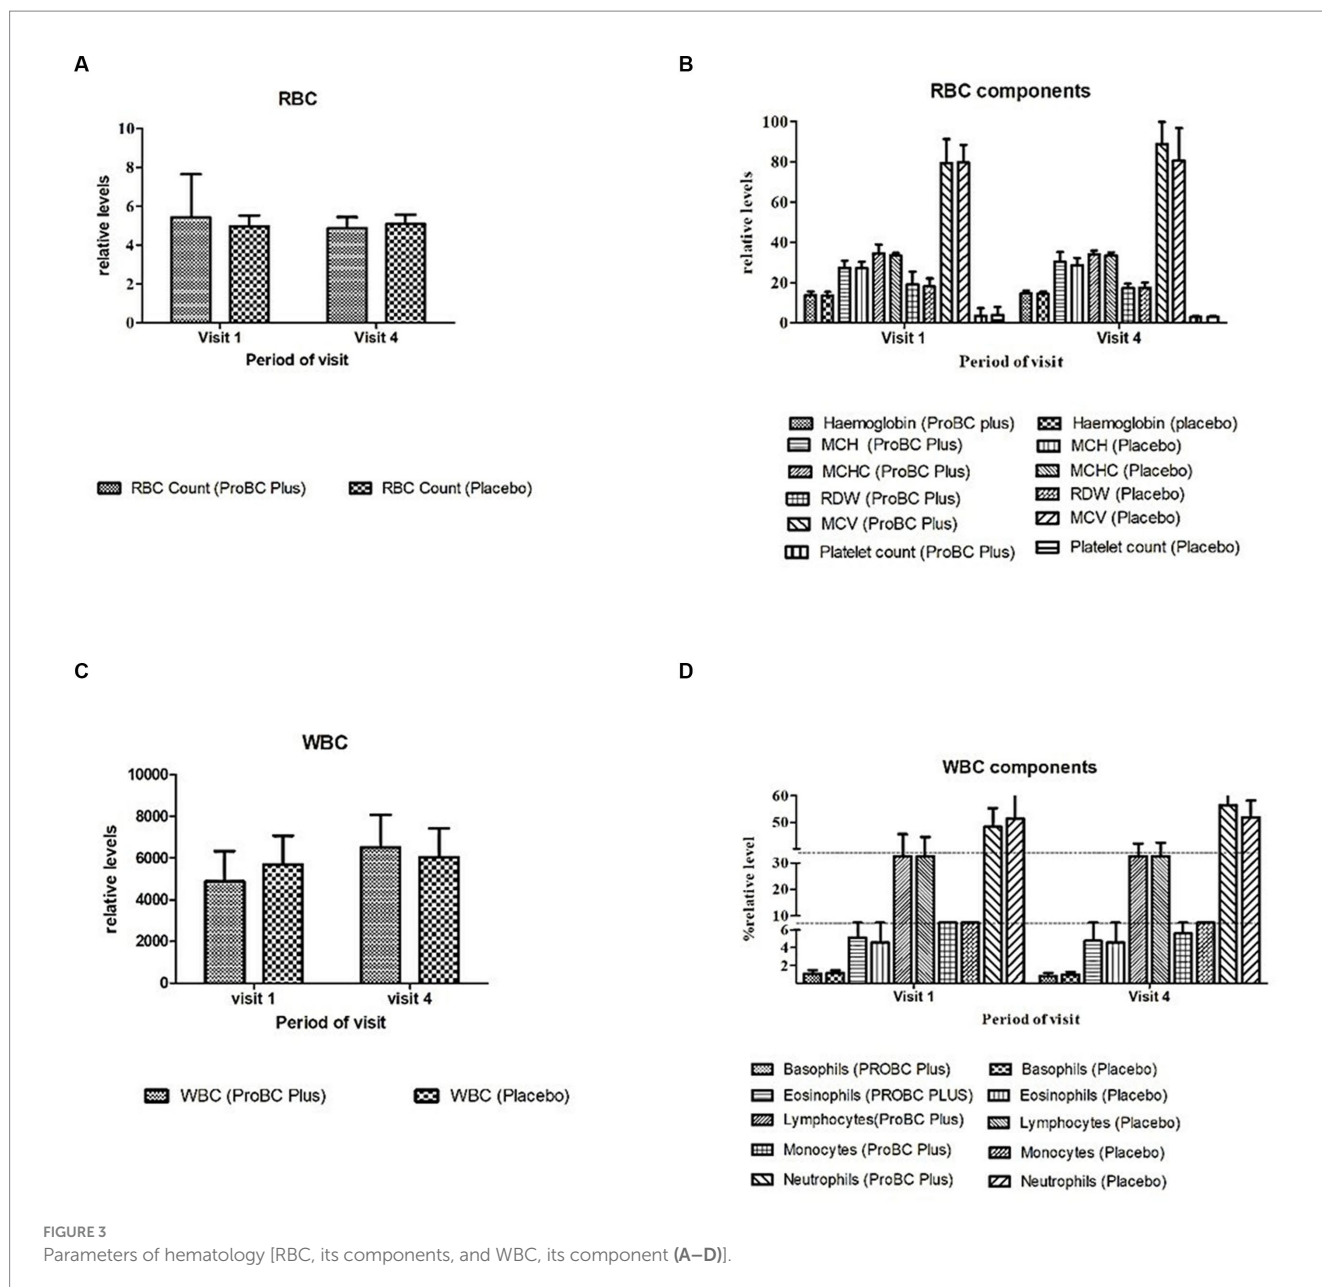 A
RBC
10
8
6
4
2
0
relative levels
Visit 1
Visit 4
Period of visit
RBC Count (ProBC Plus)
RBC Count (Placebo)
B
RBC components
100
80
60
40
20
0
relative levels
Visit 1
Visit 4
Period of visit
Haemoglobin (ProBC plus)
Haemoglobin (placebo)
MCH (ProBC Plus)
MCH (Placebo)
MCHC (ProBC Plus)
MCHC (Placebo)
RDW (ProBC Plus)
RDW (Placebo)
MCV (ProBC Plus)
MCV (Placebo)
Platelet count (ProBC Plus)
Platelet count (Placebo)
C
WBC
10000
8000
6000
4000
2000
0
relative levels
visit 1
visit 4
Period of visit
WBC (ProBC Plus)
WBC (Placebo)
D
WBC components
60
50
30
20
10
6
4
2
%relative level
Visit 1
Visit 4
Period of visit
Basophils (PROBC Plus)
Basophils (Placebo)
Eosinophils (PROBC PLUS)
Eosinophils (Placebo)
Lymphocytes(ProBC Plus)
Lymphocytes (Placebo)
Monocytes (ProBC Plus)
Monocytes (Placebo)
Neutrophils (ProBC Plus)
Neutrophils (Placebo)
FIGURE 3
Parameters of hematology [RBC, its components, and WBC, its component (A–D)].